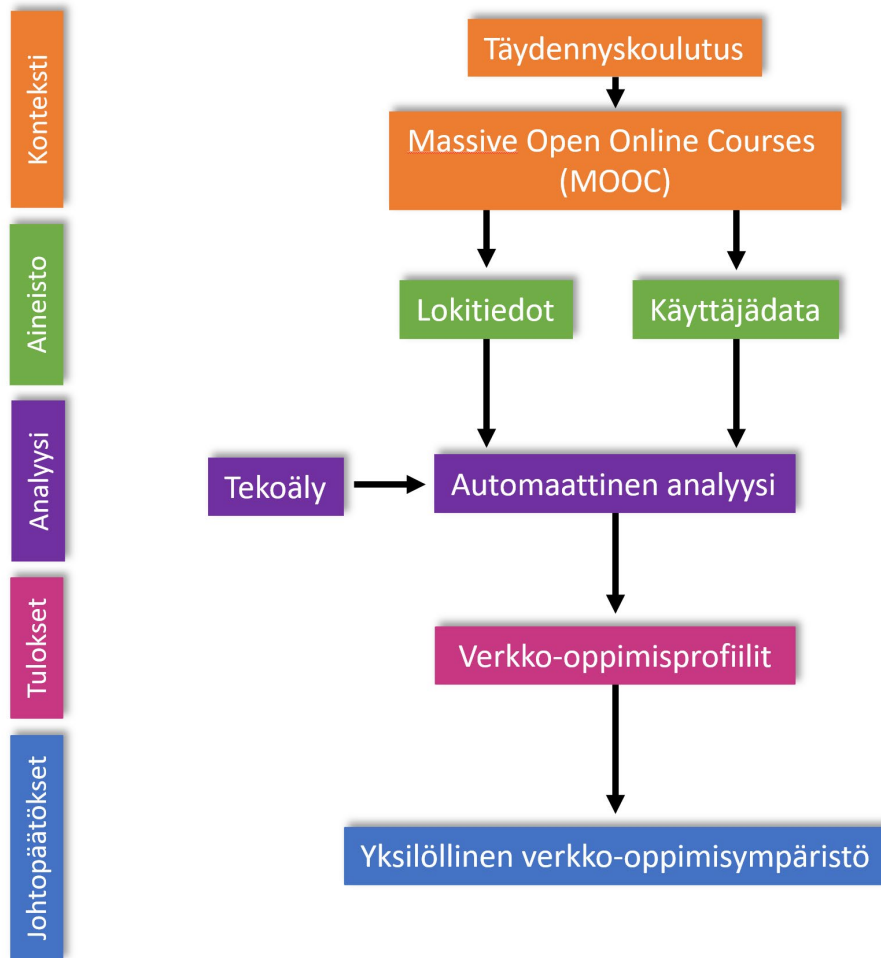 Konteksti
Täydennyskoulutus
Massive Open Online Courses
(MOOC)
Aineisto
Lokitiedot
Käyttäjädata
Analyysi
Tekoäly
Automaattinen analyysi
Tulokset
Verkko-oppimisprofiilit
Johtopäätökset
Yksilöllinen verkko-oppimisympäristö